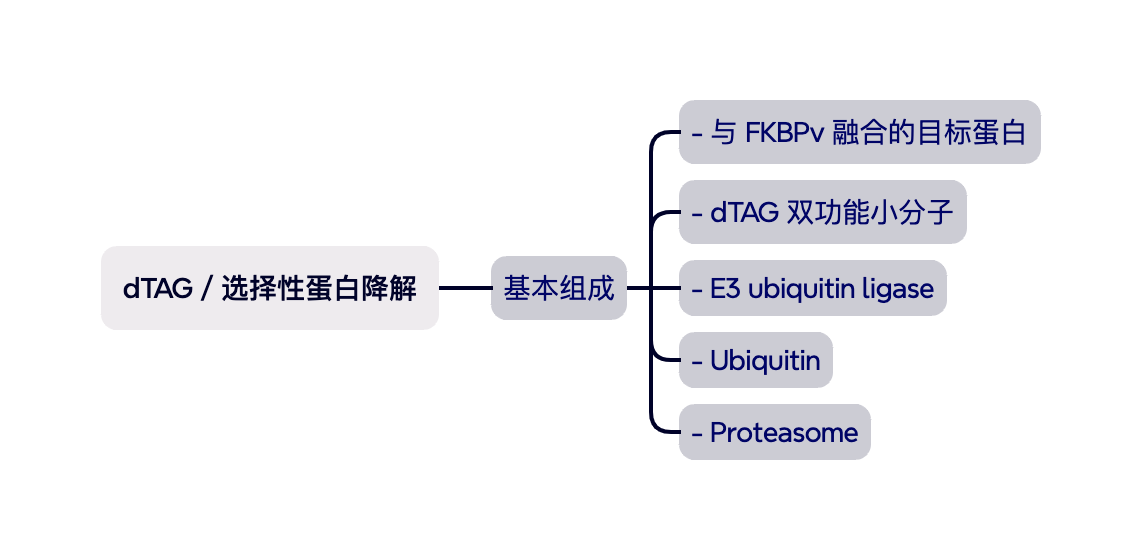 dTAG / 选择性蛋白降解
基本组成
- 与 FKBPv 融合的目标蛋白
- dTAG 双功能小分子
- E3 ubiquitin ligase
- Ubiquitin
- Proteasome